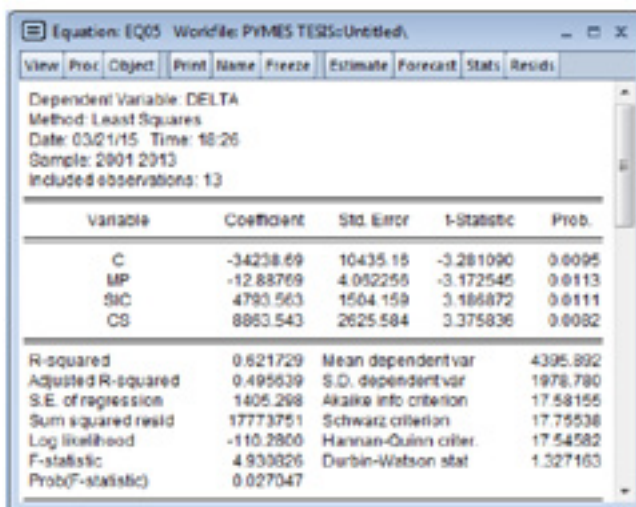 Equation: EQ05 Workfile: PYMES TESIS::Untitled\
View Proc Object Print Name Freeze Estimate Forecast Stats Resids
Dependent Variable: DELTA
Method: Least Squares
Date: 03/21/15 Time: 18:26
Sample: 2001 2013
Included observations: 13
Variable Coefficient Std. Error t-Statistic Prob.
C -34238.69 10435.16 -3.281090 0.0095
MP -12.88769 4.062256 -3.172545 0.0113
SIC 4793.563 1504.159 3.186872 0.0111
CS 8863.543 2625.584 3.375836 0.0082
R-squared 0.621729 Mean dependent var 4395.892
Adjusted R-squared 0.495639 S.D. dependent var 1978.780
S.E. of regression 1405.298 Akaike info criterion 17.58155
Sum squared resid 17773751 Schwarz criterion 17.75538
Log likelihood -110.2800 Hannan-Quinn criter. 17.54582
F-statistic 4.930826 Durbin-Watson stat 1.327163
Prob(F-statistic) 0.027047